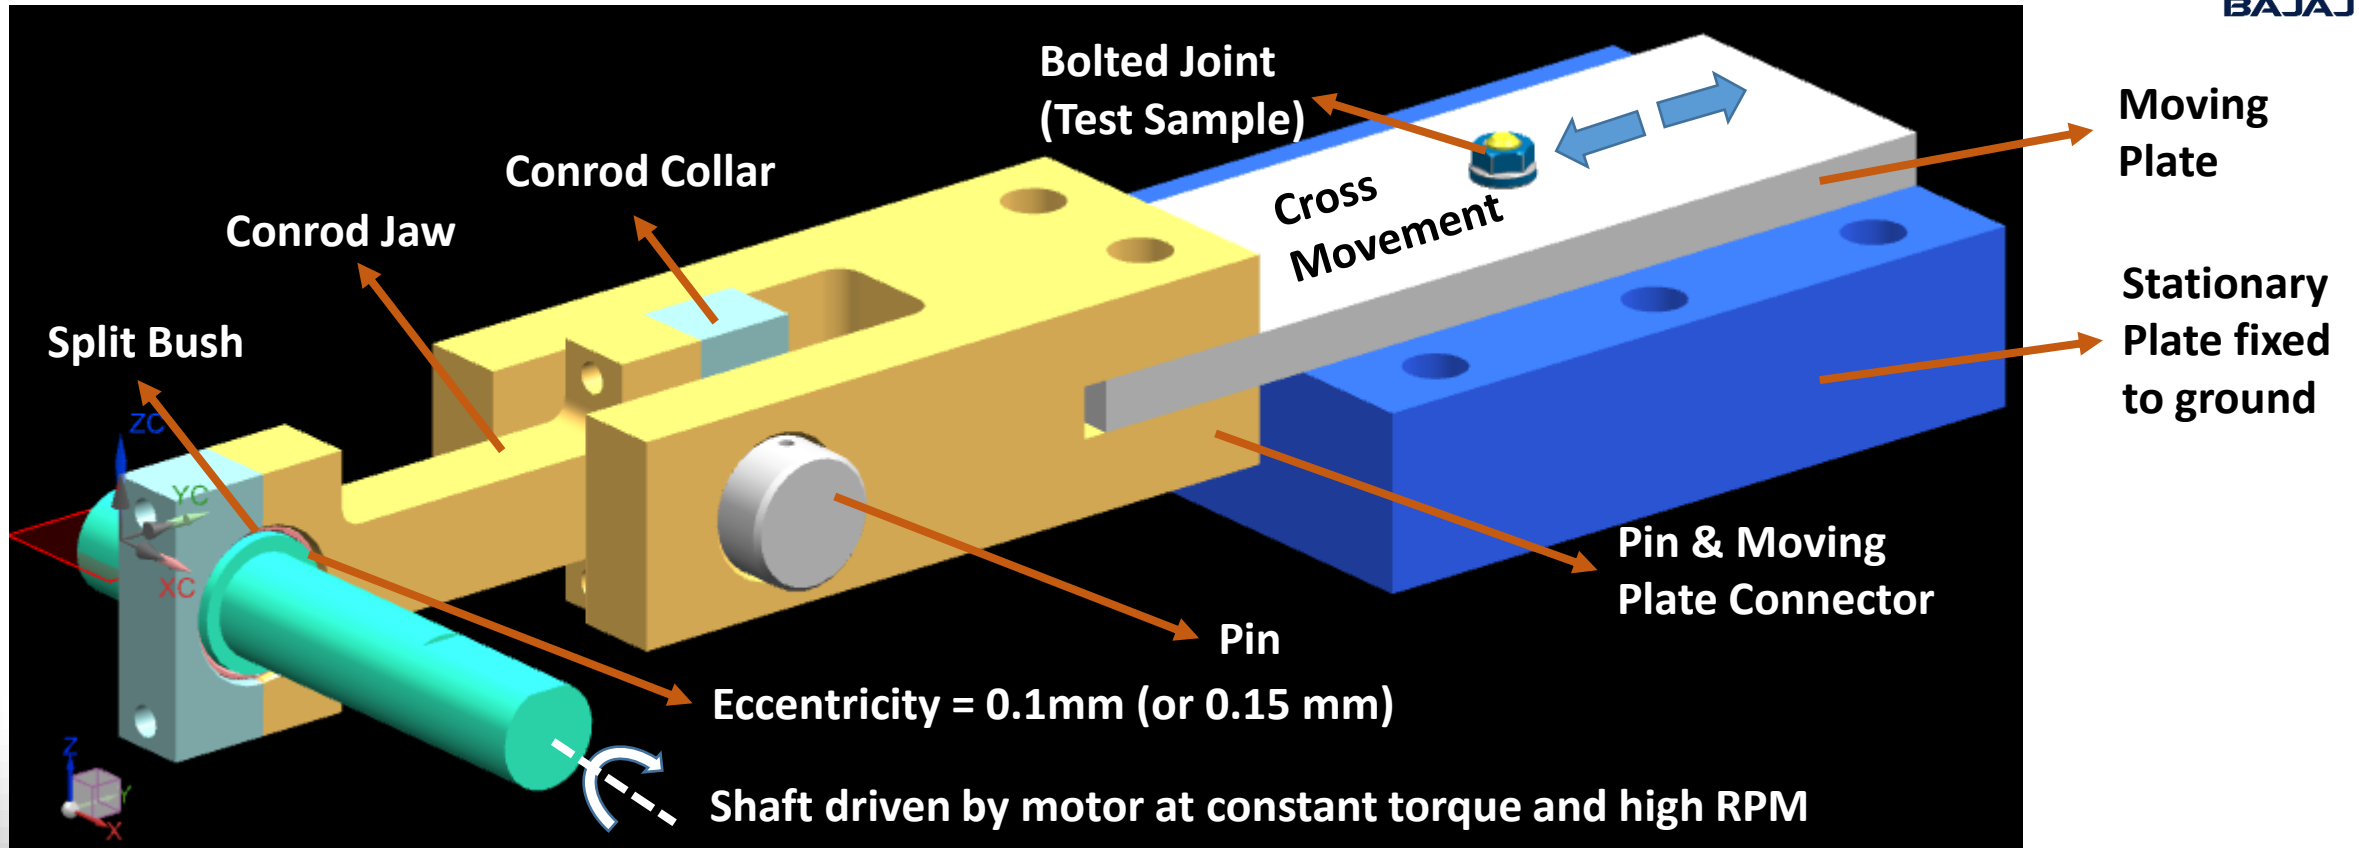 BAJAJ
Bolted Joint
(Test Sample)
Moving
Plate
Conrod Collar
Cross
Movement
Conrod Jaw
Stationary
Plate fixed
to ground
Split Bush
ZC
YC
XC
Pin & Moving
Plate Connector
Pin
Eccentricity = 0.1mm (or 0.15 mm)
Shaft driven by motor at constant torque and high RPM
Z
Y
X